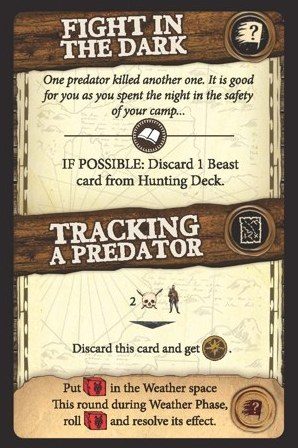 FIGHT IN
THE DARK
?
One predator killed another one. It is good
for you as you spent the night in the safety
of your camp...
IF POSSIBLE: Discard 1 Beast
card from Hunting Deck.
TRACKING
A PREDATOR
2
Discard this card and get .
Put in the Weather space
This round during Weather Phase,
roll and resolve its effect.
?